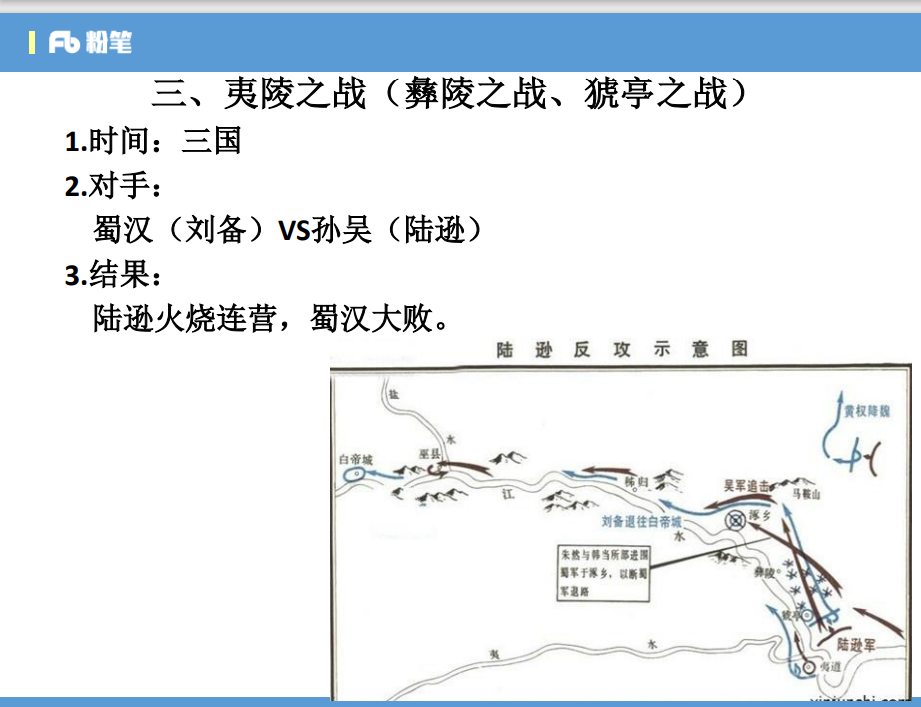 Fb 粉笔
三、夷陵之战（彝陵之战、猇亭之战）
1.时间：三国
2.对手：
蜀汉（刘备）VS孙吴（陆逊）
3.结果：
陆逊火烧连营，蜀汉大败。
陆逊反攻示意图
盐
水
黄权降魏
白帝城
巫县
江
秭归
吴军追击
马鞍山
刘备退往白帝城
涿乡
水
朱然与韩当所部进围
蜀军于涿乡，以断蜀
军退路
彝陵
猇亭
陆逊军
夷
水
夷道